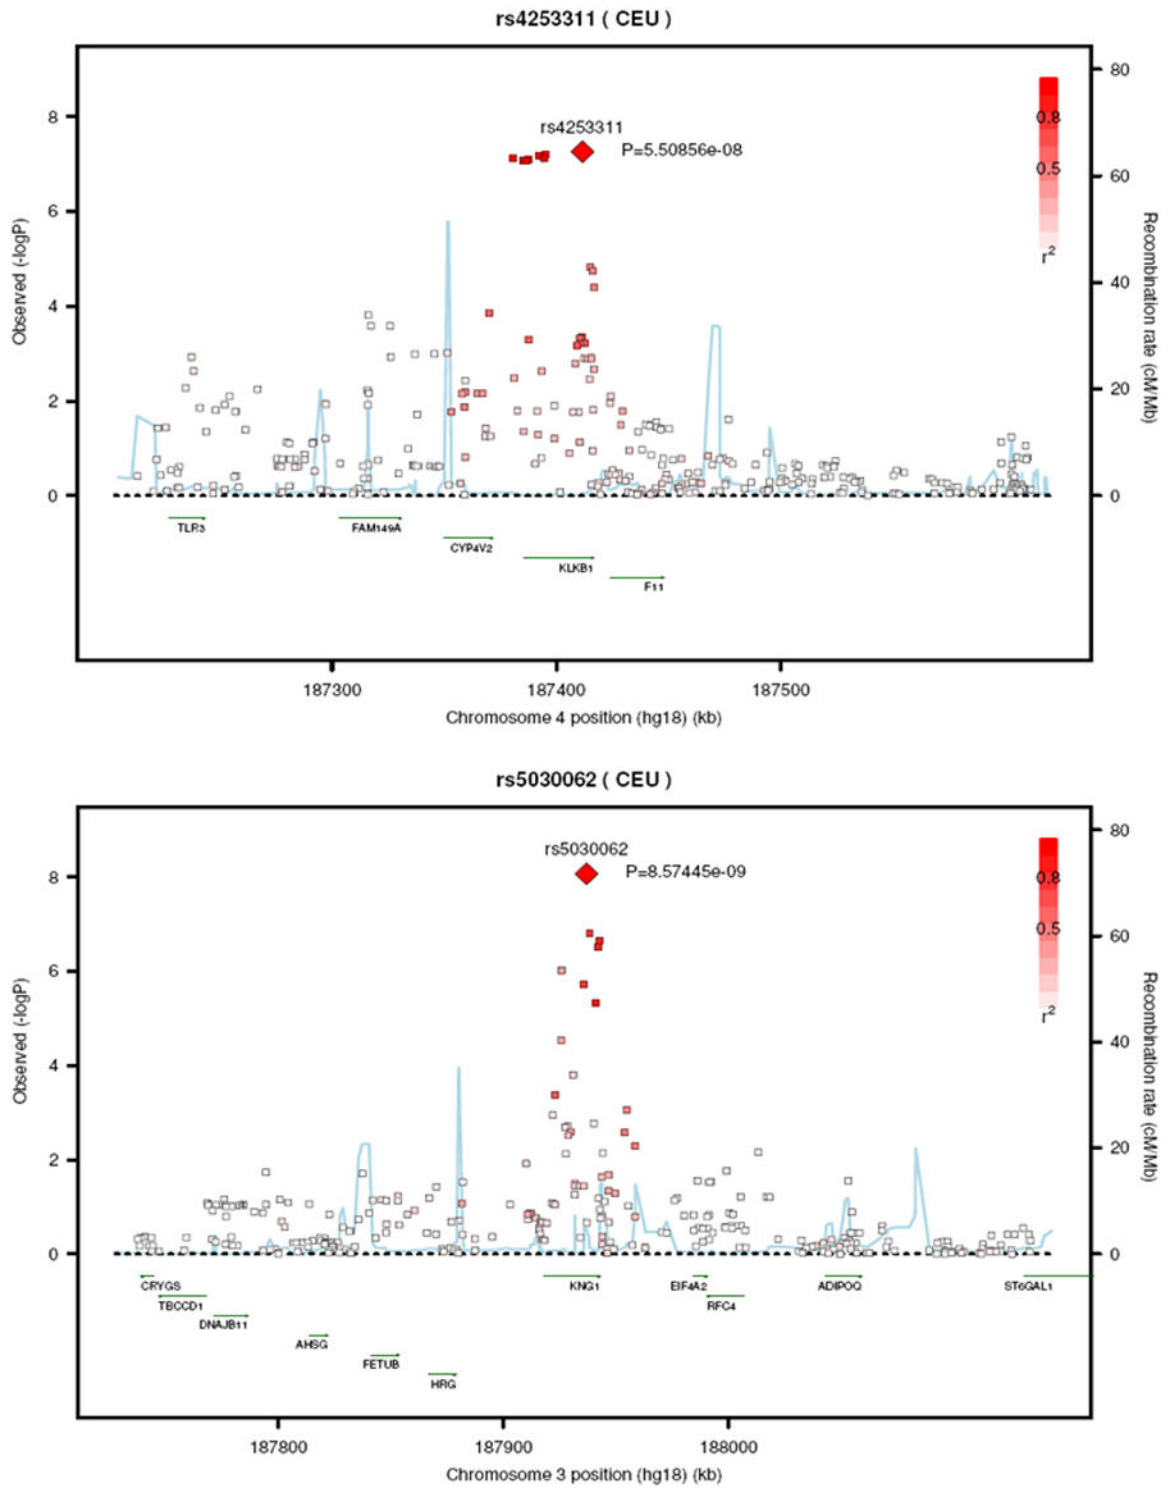 rs4253311 ( CEU )
80
0.8
8
rs4253311
P=5.50856e-08
0.5
60
6
r²
Observed (-logP)
Recombination rate (cM/Mb)
4
40
2
20
0
0
TLR3
FAM149A
CYP4V2
KLKB1
F11
187300
187400
187500
Chromosome 4 position (hg18) (kb)
rs5030062 ( CEU )
80
rs5030062
P=8.57445e-09
8
0.8
0.5
60
6
r²
Observed (-logP)
Recombination rate (cM/Mb)
4
40
2
20
0
0
CRYGS
KNG1
EIF4A2
ADIPOQ
ST6GAL1
TBCCD1
RFC4
DNAJB11
AHSG
FETUB
HRG
187800
187900
188000
Chromosome 3 position (hg18) (kb)